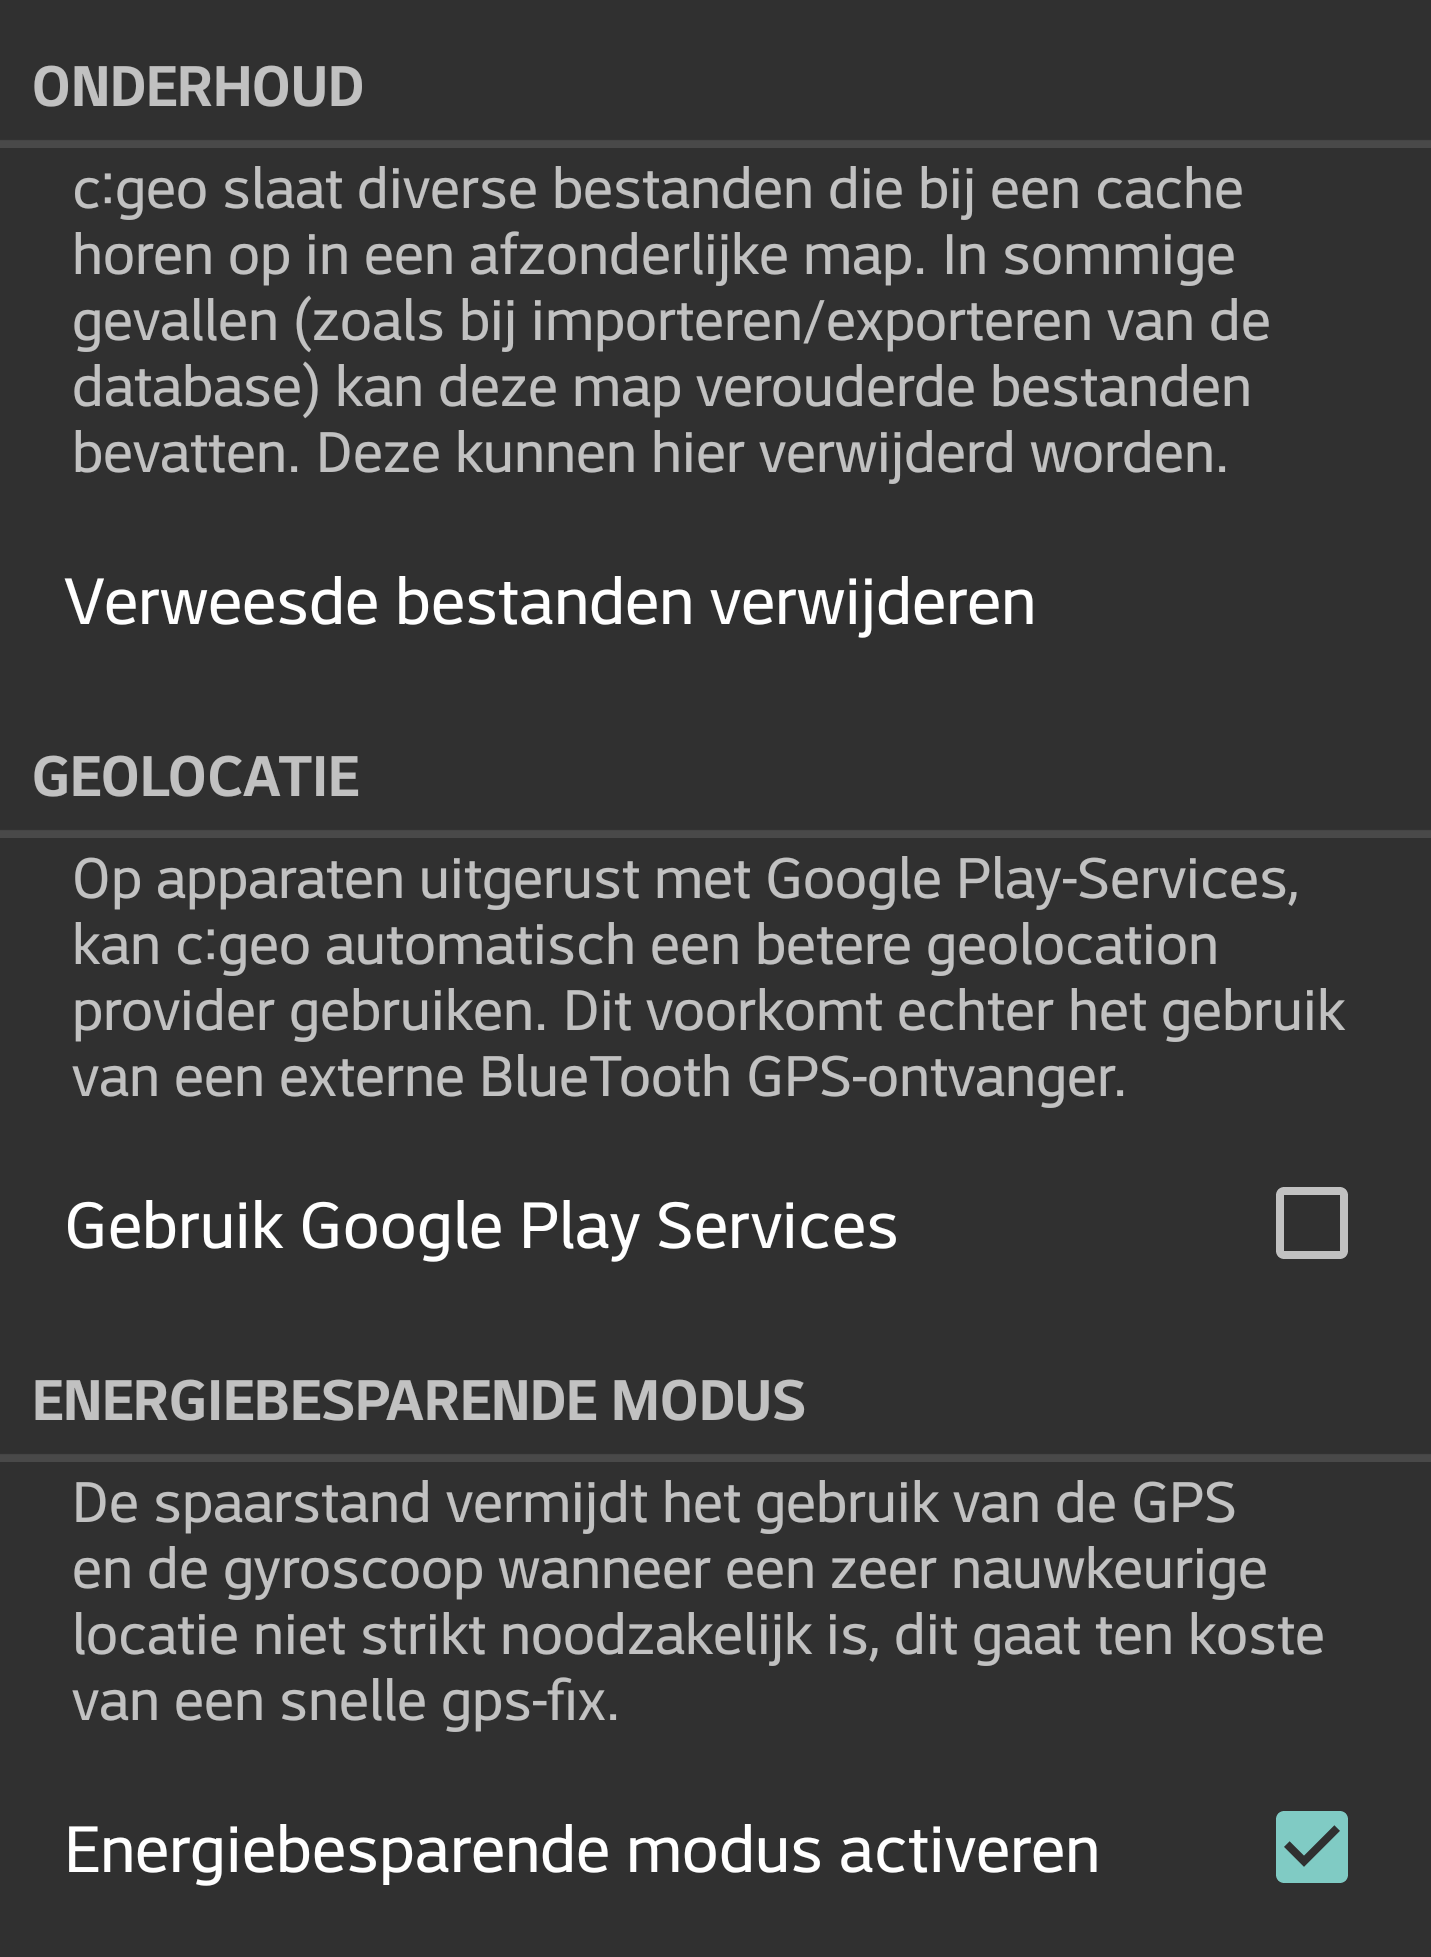 ONDERHOUD
c:geo slaat diverse bestanden die bij een cache
horen op in een afzonderlijke map. In sommige
gevallen (zoals bij importeren/exporteren van de
database) kan deze map verouderde bestanden
bevatten. Deze kunnen hier verwijderd worden.
Verweesde bestanden verwijderen
GEOLOCATIE
Op apparaten uitgerust met Google Play-Services,
kan c:geo automatisch een betere geolocation
provider gebruiken. Dit voorkomt echter het gebruik
van een externe BlueTooth GPS-ontvanger.
Gebruik Google Play Services
ENERGIEBESPARENDE MODUS
De spaarstand vermijdt het gebruik van de GPS
en de gyroscoop wanneer een zeer nauwkeurige
locatie niet strikt noodzakelijk is, dit gaat ten koste
van een snelle gps-fix.
Energiebesparende modus activeren